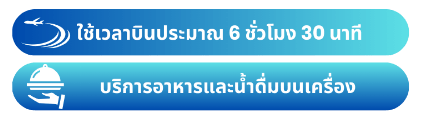 ใช้เวลาบินประมาณ 6 ชั่วโมง 30 นาที
บริการอาหารและน้ำดื่มบนเครื่อง